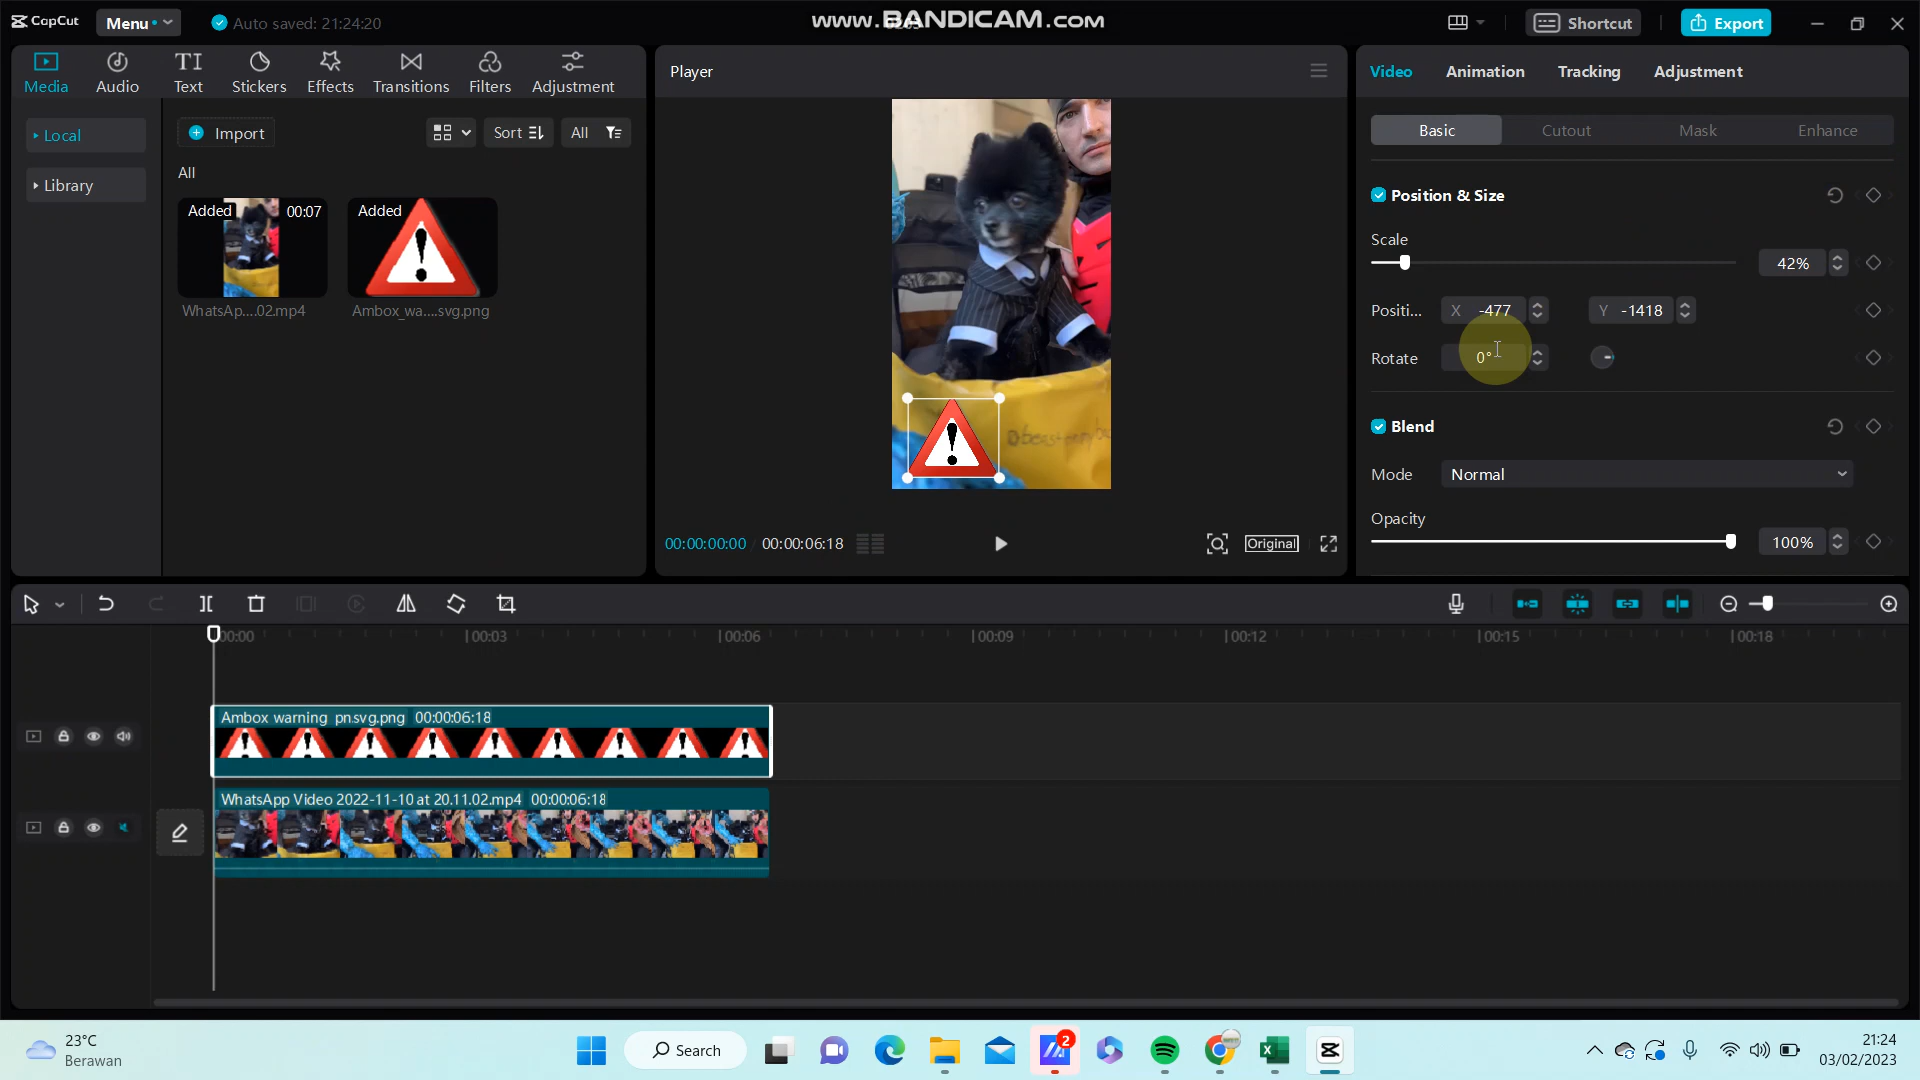 CapCut
Menu
Auto saved: 21:24:20
www.BANDICAM.COM
Shortcut
Export
Media
Audio
Text
Stickers
Effects
Transitions
Filters
Adjustment
Local
Library
Import
Sort
All
All
Added
00:07
WhatsAp....02.mp4
Added
Ambox_wa....svg.png
Player
00:00:00:00
00:00:06:18
Original
Video
Animation
Tracking
Adjustment
Basic
Cutout
Mask
Enhance
Position & Size
Scale
42%
Positi...
X -477
Y -1418
Rotate
0°
Blend
Mode
Normal
Opacity
100%
00:00
00:03
00:06
00:09
00:12
00:15
00:18
Ambox warning pn.svg.png 00:00:06:18
WhatsApp Video 2022-11-10 at 20.11.02.mp4 00:00:06:18
23°C
Berawan
Search
2
21:24
03/02/2023